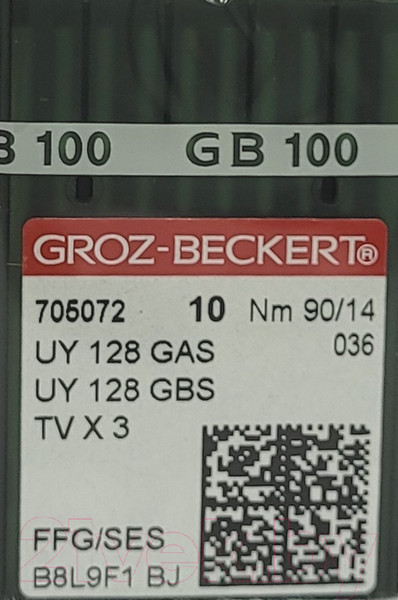 B 100 GB 100
GROZ-BECKERT®
705072 10 Nm 90/14
UY 128 GAS 036
UY 128 GBS
TV X 3
FFG/SES
B8L9F1 BJ